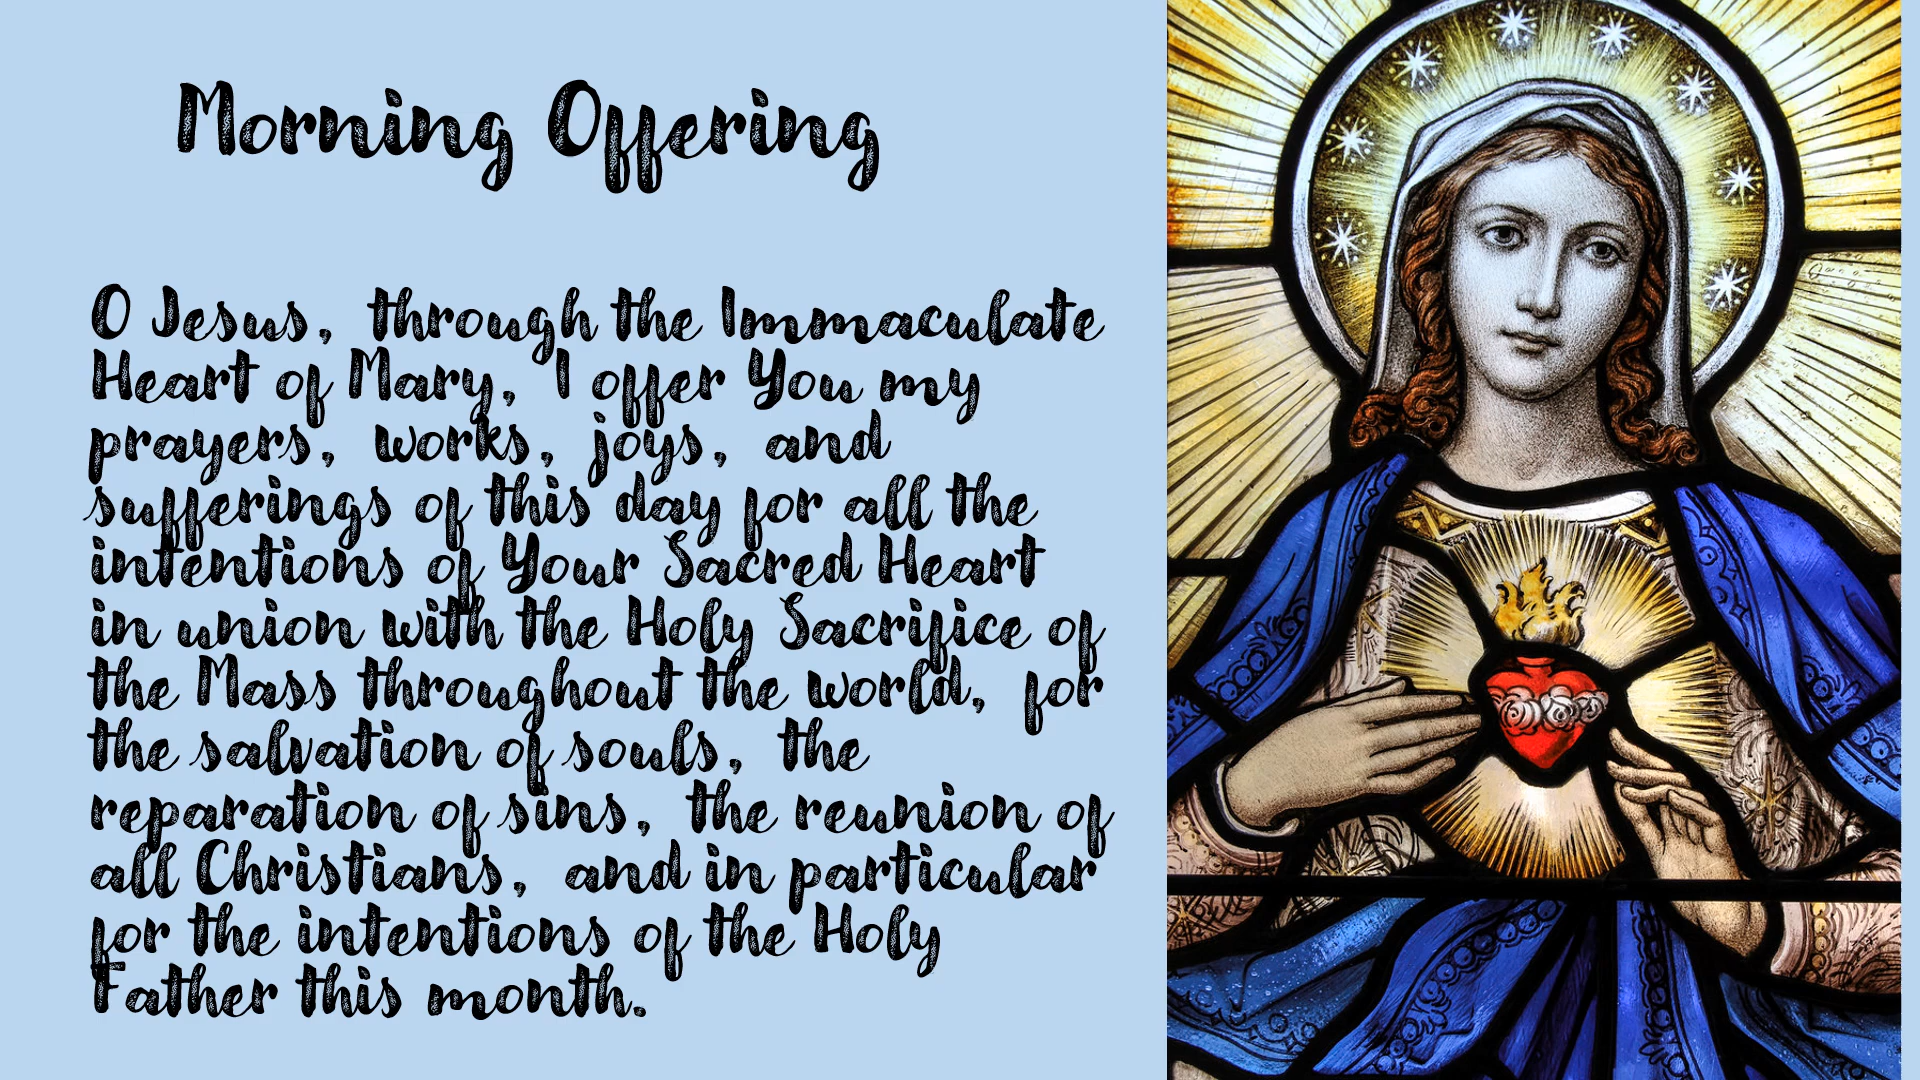 Morning Offering
O Jesus, through the Immaculate
Heart of Mary, I offer You my
prayers, works, joys, and
sufferings of this day for all the
intentions of Your Sacred Heart
in union with the Holy Sacrifice of
the Mass throughout the world, for
the salvation of souls, the
reparation of sins, the reunion of
all Christians, and in particular
for the intentions of the Holy
Father this month.